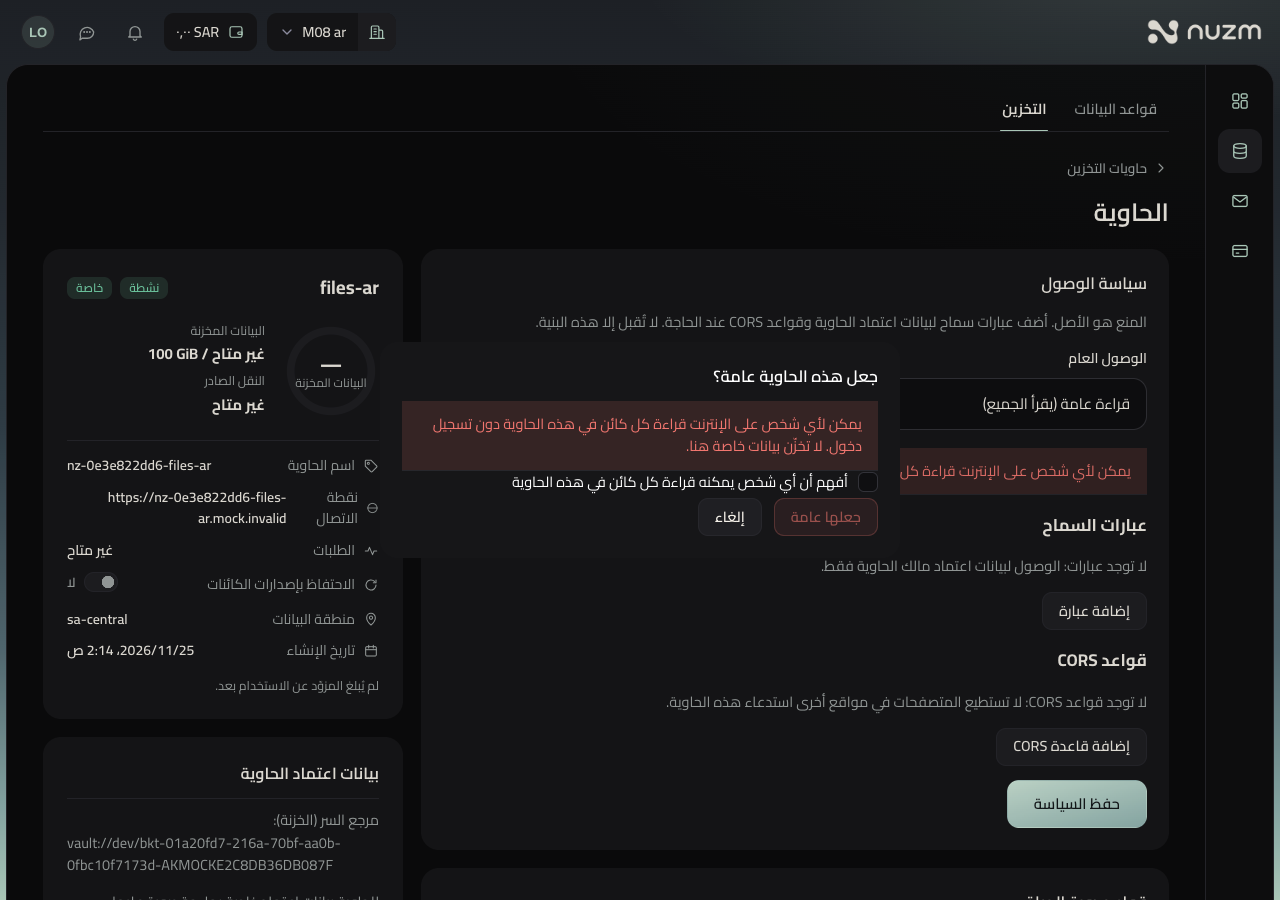 nuzm
M08 ar
٠,٠٠ SAR
LO
قواعد البيانات
التخزين
حاويات التخزين
الحاوية
سياسة الوصول
المنع هو الأصل. أضف عبارات سماح لبيانات اعتماد الحاوية وقواعد CORS عند الحاجة. لا تُقبل إلا هذه البنية.
الوصول العام
قراءة عامة (يقرأ الجميع)
يمكن لأي شخص على الإنترنت قراءة كل
عبارات السماح
لا توجد عبارات: الوصول لبيانات اعتماد مالك الحاوية فقط.
إضافة عبارة
قواعد CORS
لا توجد قواعد CORS: لا تستطيع المتصفحات في مواقع أخرى استدعاء هذه الحاوية.
إضافة قاعدة CORS
حفظ السياسة
جعل هذه الحاوية عامة؟
يمكن لأي شخص على الإنترنت قراءة كل كائن في هذه الحاوية دون تسجيل
دخول. لا تخزّن بيانات خاصة هنا.
أفهم أن أي شخص يمكنه قراءة كل كائن في هذه الحاوية
جعلها عامة
إلغاء
files-ar
نشطة
خاصة
—
البيانات المخزنة
البيانات المخزنة
غير متاح / 100 GiB
النقل الصادر
غير متاح
اسم الحاوية
nz-0e3e822dd6-files-ar
نقطة
الاتصال
https://nz-0e3e822dd6-files-
ar.mock.invalid
الطلبات
غير متاح
الاحتفاظ بإصدارات الكائنات
لا
منطقة البيانات
sa-central
تاريخ الإنشاء
2026/11/25، 2:14 ص
لم يُبلغ المزوّد عن الاستخدام بعد.
بيانات اعتماد الحاوية
مرجع السر (الخزنة):
vault://dev/bkt-01a20fd7-216a-70bf-aa0b-
0fbc10f7173d-AKMOCKE2C8DB36DB087F